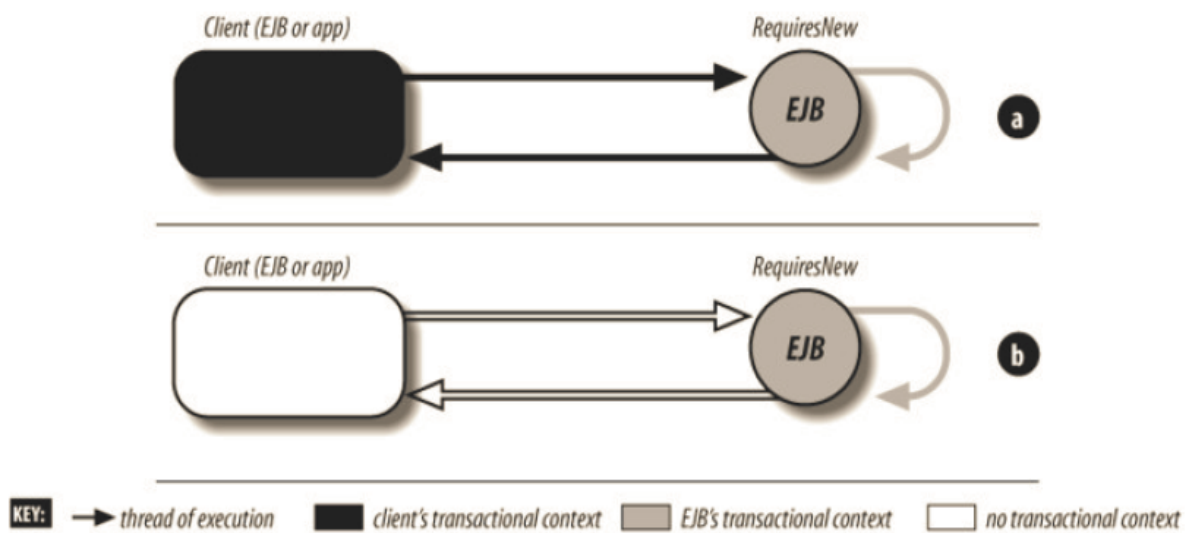 Client (EJB or app) RequiresNew
EJB
a
Client (EJB or app) RequiresNew
EJB
b
KEY: thread of execution client's transactional context EJB's transactional context no transactional context